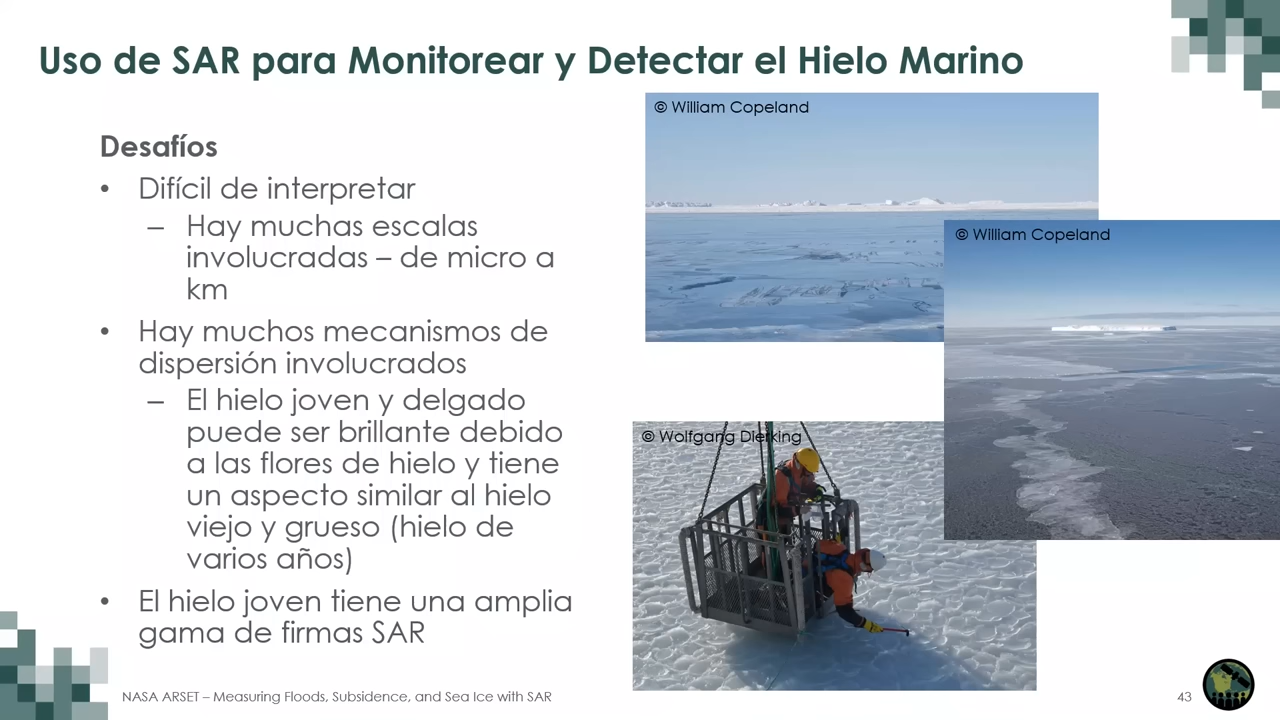 Uso de SAR para Monitorear y Detectar el Hielo Marino
Desafíos
• Difícil de interpretar
– Hay muchas escalas
involucradas – de micro a
km
• Hay muchos mecanismos de
dispersión involucrados
– El hielo joven y delgado
puede ser brillante debido
a las flores de hielo y tiene
un aspecto similar al hielo
viejo y grueso (hielo de
varios años)
• El hielo joven tiene una amplia
gama de firmas SAR
© William Copeland
© William Copeland
© Wolfgang Dierking
NASA ARSET – Measuring Floods, Subsidence, and Sea Ice with SAR
43